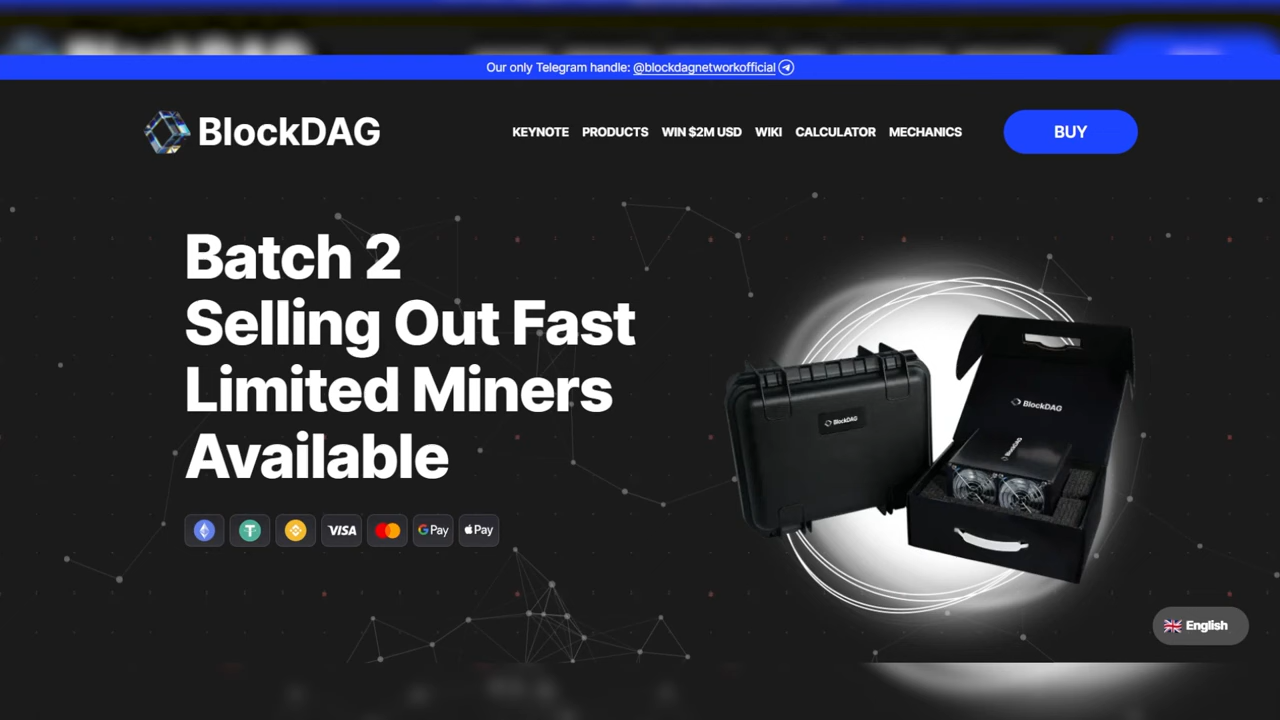 Our only Telegram handle: @blockdagnetworkofficial
BlockDAG
KEYNOTE PRODUCTS WIN $2M USD WIKI CALCULATOR MECHANICS
BUY
Batch 2
Selling Out Fast
Limited Miners
Available
VISA
G Pay
Pay
BlockDAG
BlockDAG
BlockDAG
English